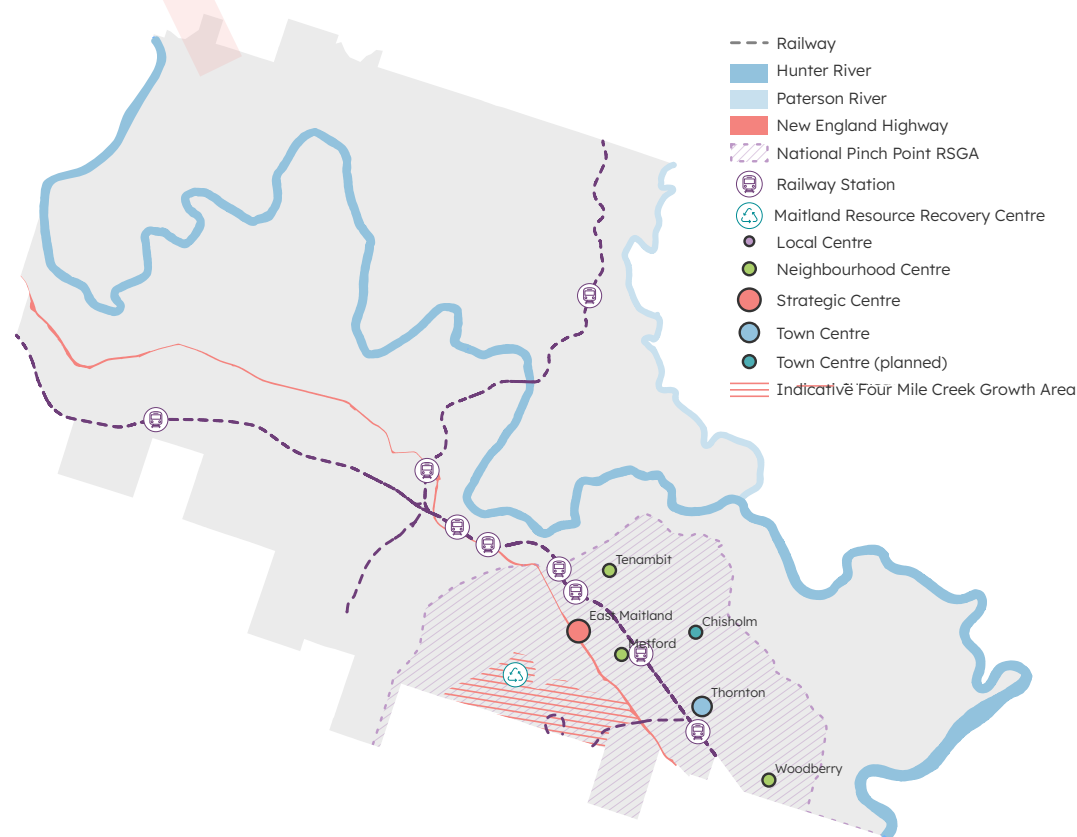 Railway
Hunter River
Paterson River
New England Highway
National Pinch Point RSGA
Railway Station
Maitland Resource Recovery Centre
Local Centre
Neighbourhood Centre
Strategic Centre
Town Centre
Town Centre (planned)
Indicative Four Mile Creek Growth Area
Tenambit
East Maitland
Chisholm
Metford
Thornton
Woodberry